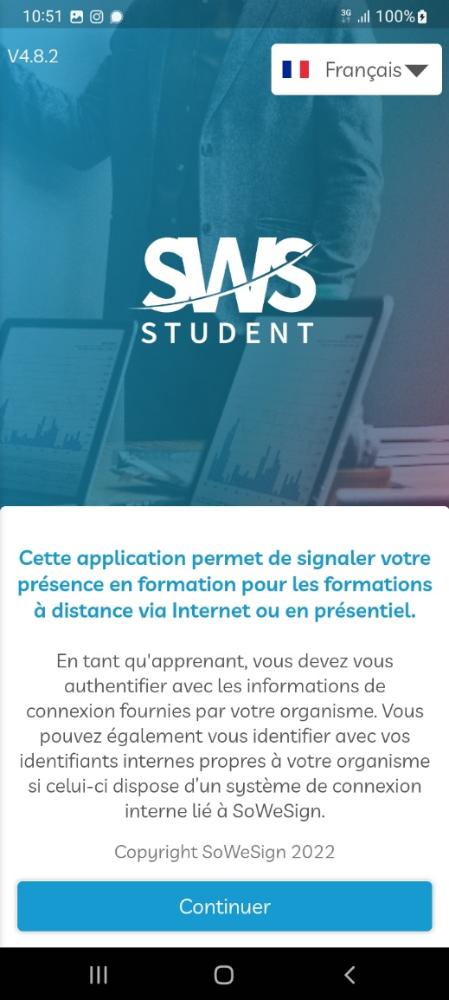 10:51
3G
100%
V4.8.2
Français
SWS
STUDENT
Cette application permet de signaler votre
présence en formation pour les formations
à distance via Internet ou en présentiel.
En tant qu'apprenant, vous devez vous
authentifier avec les informations de
connexion fournies par votre organisme. Vous
pouvez également vous identifier avec vos
identifiants internes propres à votre organisme
si celui-ci dispose d'un système de connexion
interne lié à SoWeSign.
Copyright SoWeSign 2022
Continuer